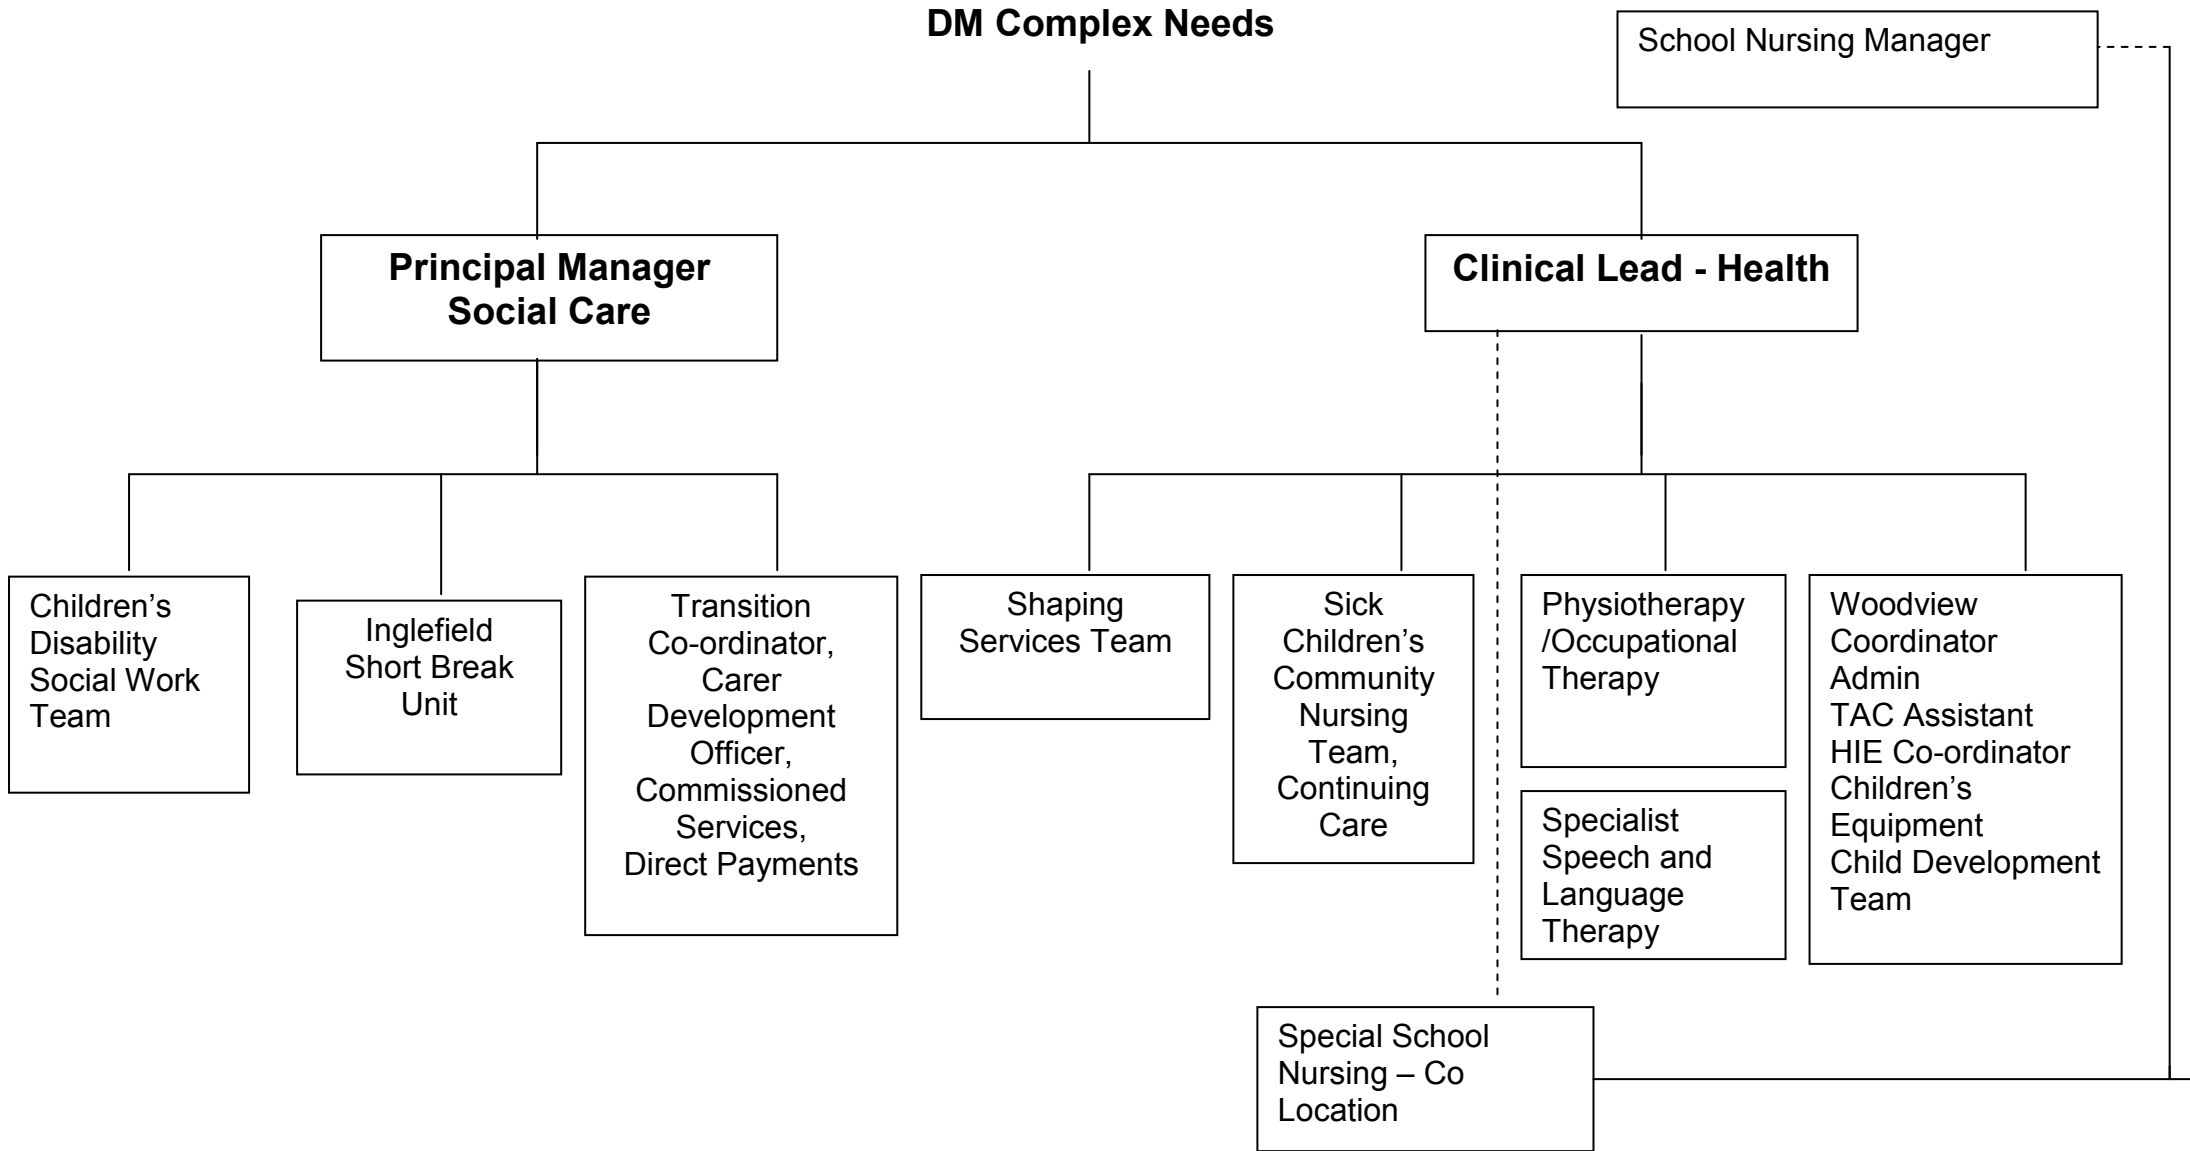 DM Complex Needs
School Nursing Manager
Principal Manager
Social Care
Clinical Lead - Health
Children’s
Disability
Social Work
Team
Inglefield
Short Break
Unit
Transition
Co-ordinator,
Carer
Development
Officer,
Commissioned
Services,
Direct Payments
Shaping
Services Team
Sick
Children’s
Community
Nursing
Team,
Continuing
Care
Physiotherapy
/Occupational
Therapy
Specialist
Speech and
Language
Therapy
Woodview
Coordinator
Admin
TAC Assistant
HIE Co-ordinator
Children’s
Equipment
Child Development
Team
Special School
Nursing – Co
Location